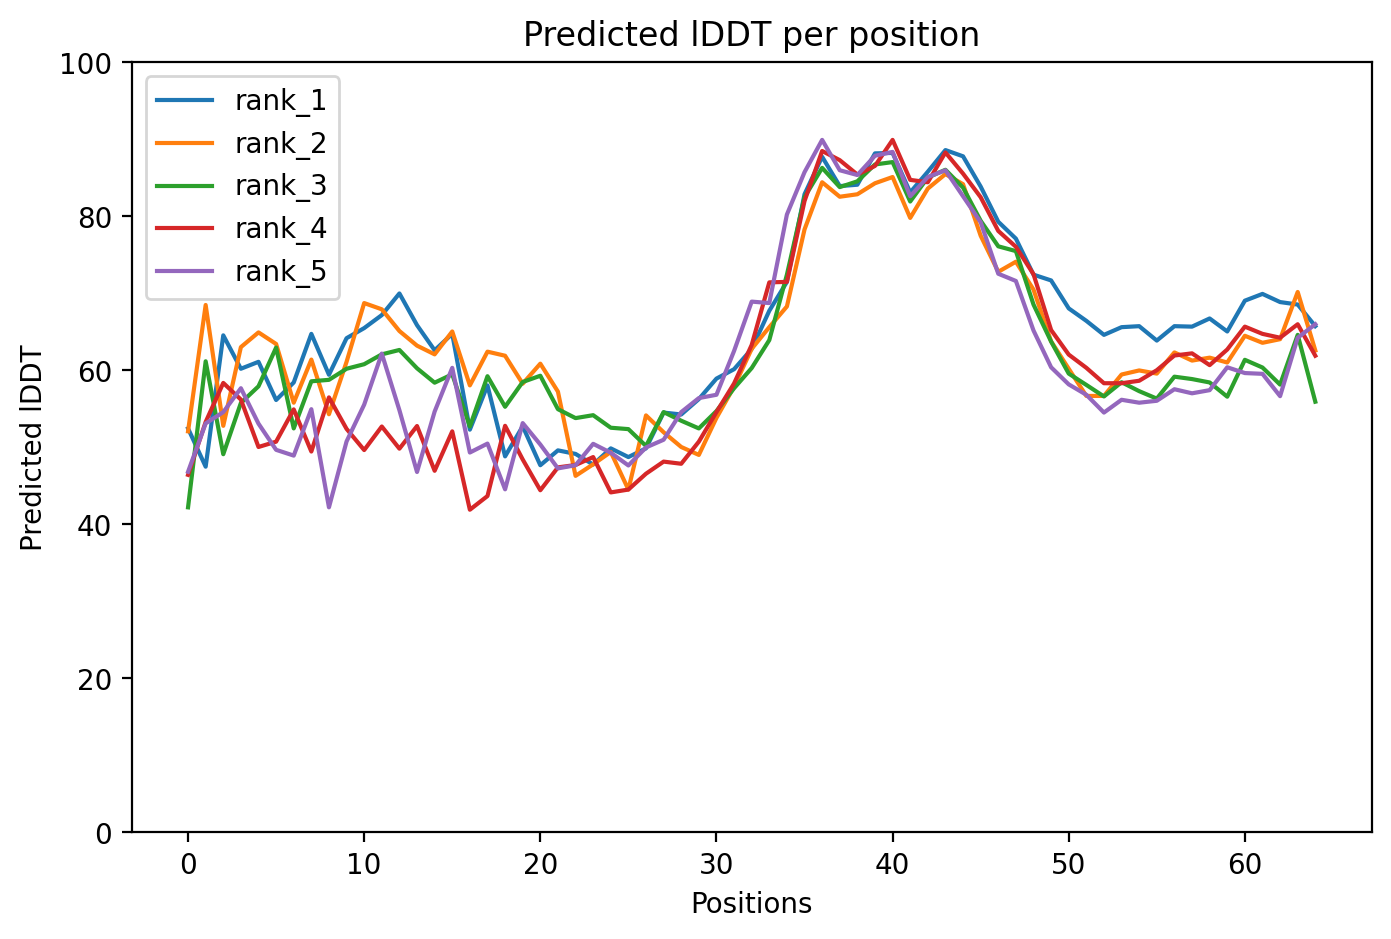 Predicted lDDT per position
100
80
60
40
20
0
Predicted lDDT
rank_1
rank_2
rank_3
rank_4
rank_5
0 10 20 30 40 50 60
Positions